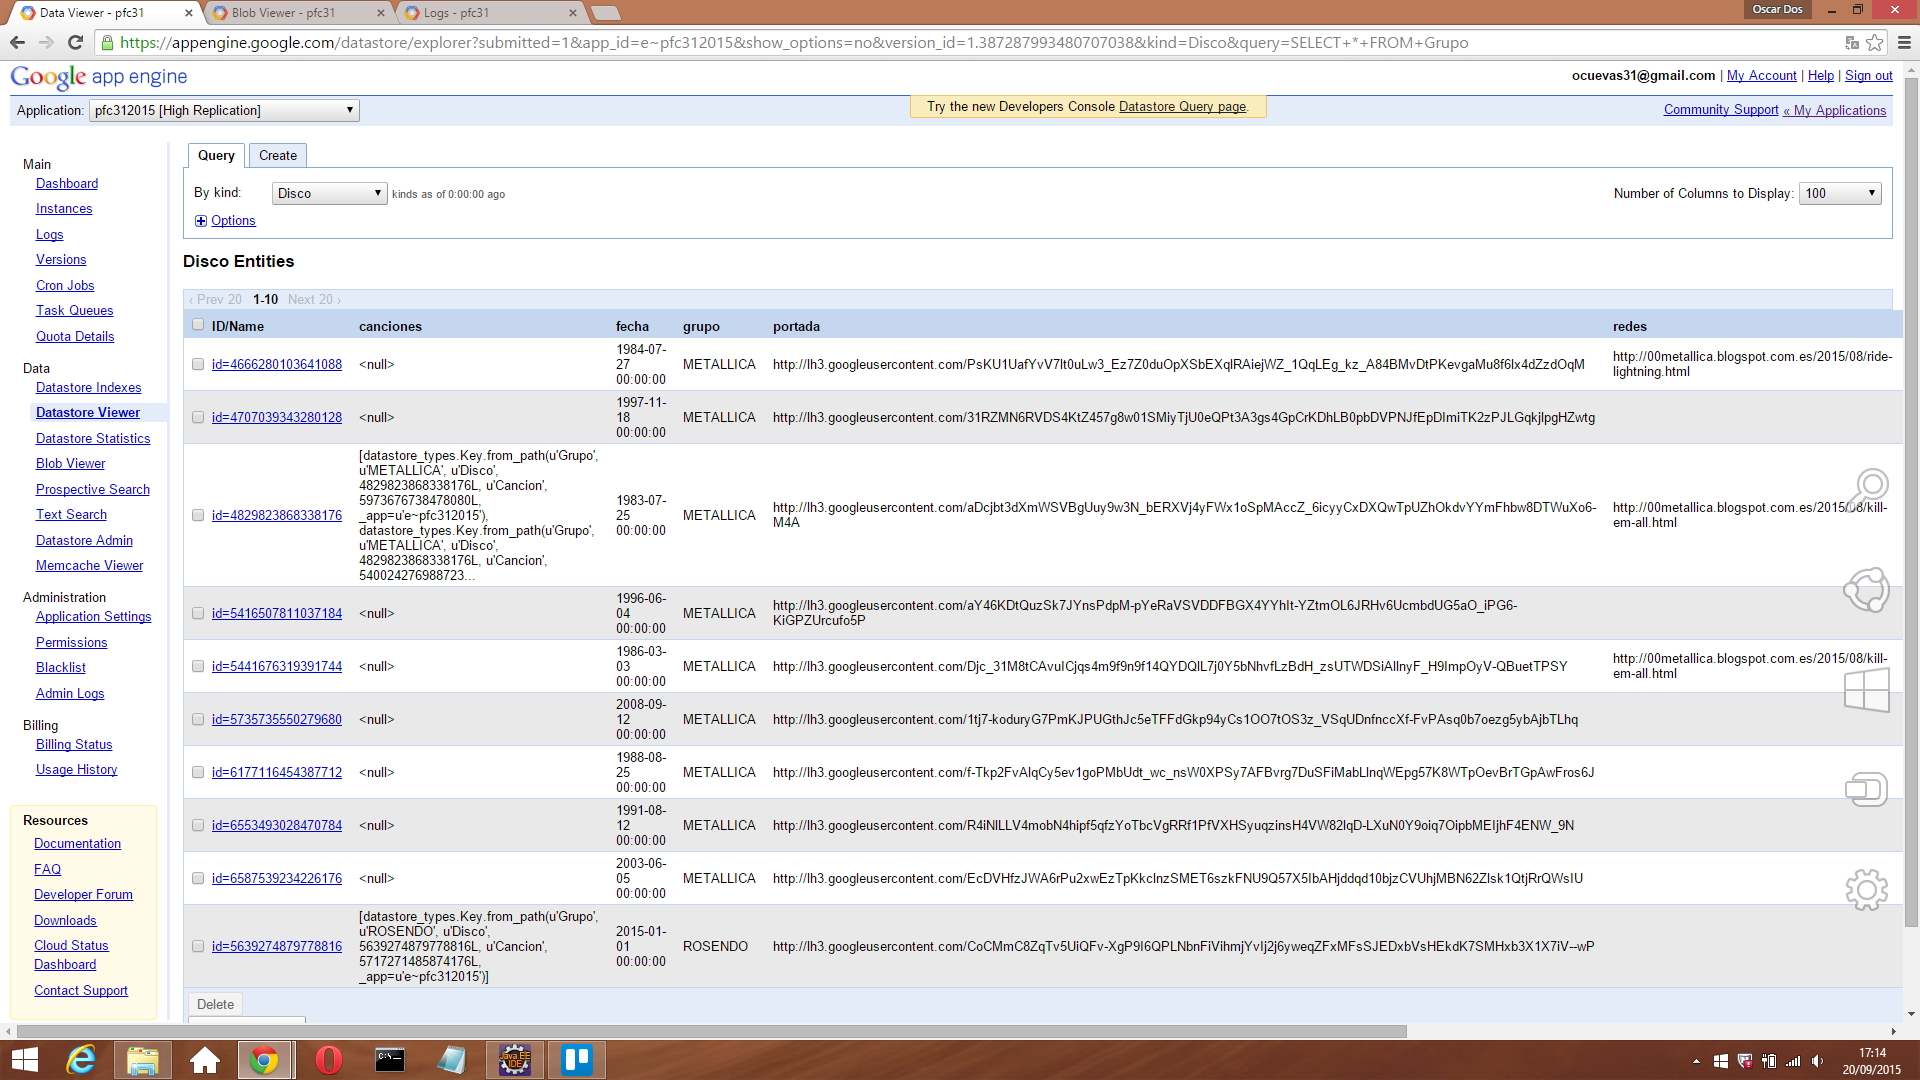 Data Viewer - pfc31
Blob Viewer - pfc31
Logs - pfc31
Oscar Dos
https://appengine.google.com/datastore/explorer?submitted=1&app_id=e~pfc312015&show_options=no&version_id=1.387287993480707038&kind=Disco&query=SELECT+*+FROM+Grupo
Google app engine
ocuevas31@gmail.com | My Account | Help | Sign out
Application: pfc312015 [High Replication]
Try the new Developers Console Datastore Query page.
Community Support « My Applications
Main
Dashboard
Instances
Logs
Versions
Cron Jobs
Task Queues
Quota Details
Data
Datastore Indexes
Datastore Viewer
Datastore Statistics
Blob Viewer
Prospective Search
Text Search
Datastore Admin
Memcache Viewer
Administration
Application Settings
Permissions
Blacklist
Admin Logs
Billing
Billing Status
Usage History
Resources
Documentation
FAQ
Developer Forum
Downloads
Cloud Status
Dashboard
Contact Support
Query
Create
By kind: Disco kinds as of 0:00:00 ago
Number of Columns to Display: 100
Options
Disco Entities
‹ Prev 20 1-10 Next 20 ›
ID/Name canciones fecha grupo portada redes
id=4666280103641088 <null>
1984-07-
27
00:00:00
METALLICA
http://lh3.googleusercontent.com/PsKU1UafYvV7lt0uLw3_Ez7Z0duOpXSbEXqlRAiejWZ_1QqLEg_kz_A84BMvDtPKevgaMu8f6lx4dZzdOqM
http://00metallica.blogspot.com.es/2015/08/ride-
lightning.html
id=4707039343280128 <null>
1997-11-
18
00:00:00
METALLICA
http://lh3.googleusercontent.com/31RZMN6RVDS4KtZ457g8w01SMiyTjU0eQPt3A3gs4GpCrKDhLB0pbDVPNJfEpDImiTK2zPJLGqkjlpgHZwtg
id=4829823868338176
[datastore_types.Key.from_path(u'Grupo',
u'METALLICA', u'Disco',
4829823868338176L, u'Cancion',
5973676738478080L,
_app=u'e~pfc312015'),
datastore_types.Key.from_path(u'Grupo',
u'METALLICA', u'Disco',
4829823868338176L, u'Cancion',
540024276988723...
1983-07-
25
00:00:00
METALLICA
http://lh3.googleusercontent.com/aDcjbt3dXmWSVBgUuy9w3N_bERXVj4yFWx1oSpMAccZ_6icyyCxDXQwTpUZhOkdvYYmFhbw8DTWuXo6-
M4A
http://00metallica.blogspot.com.es/2015/08/kill-
em-all.html
id=5416507811037184 <null>
1996-06-
04
00:00:00
METALLICA
http://lh3.googleusercontent.com/aY46KDtQuzSk7JYnsPdpM-pYeRaVSVDDFBGX4YYhIt-YZtmOL6JRHv6UcmbdUG5aO_iPG6-
KiGPZUrcufo5P
id=5441676319391744 <null>
1986-03-
03
00:00:00
METALLICA
http://lh3.googleusercontent.com/Djc_31M8tCAvuICjqs4m9f9n9f14QYDQlL7j0Y5bNhvfLzBdH_zsUTWDSiAllnyF_H9ImpOyV-QBuetTPSY
http://00metallica.blogspot.com.es/2015/08/kill-
em-all.html
id=5735735550279680 <null>
2008-09-
12
00:00:00
METALLICA
http://lh3.googleusercontent.com/1tj7-koduryG7PmKJPUGthJc5eTFFdGkp94yCs1OO7tOS3z_VSqUDnfnccXf-FvPAsq0b7oezg5ybAjbTLhq
id=6177116454387712 <null>
1988-08-
25
00:00:00
METALLICA
http://lh3.googleusercontent.com/f-Tkp2FvAlqCy5ev1goPMbUdt_wc_nsW0XPSy7AFBvrg7DuSFiMabLlnqWEpg57K8WTpOevBrTGpAwFros6J
id=6553493028470784 <null>
1991-08-
12
00:00:00
METALLICA
http://lh3.googleusercontent.com/R4iNlLLV4mobN4hipf5qfzYoTbcVgRRf1PfVXHSyuqzinsH4VW82lqD-LXuN0Y9oiq7OipbMEIjhF4ENW_9N
id=6587539234226176 <null>
2003-06-
05
00:00:00
METALLICA
http://lh3.googleusercontent.com/EcDVHfzJWA6rPu2xwEzTpKkclnzSMET6szkFNU9Q57X5IbAHjddqd10bjzCVUhjMBN62Zlsk1QtjRrQWsIU
id=5639274879778816
[datastore_types.Key.from_path(u'Grupo',
u'ROSENDO', u'Disco',
5639274879778816L, u'Cancion',
5717271485874176L,
_app=u'e~pfc312015')]
2015-01-
01
00:00:00
ROSENDO
http://lh3.googleusercontent.com/CoCMmC8ZqTv5UiQFv-XgP9I6QPLNbnFiVihmjYvIj2j6yweqZFxMFsSJEDxbVsHEkdK7SMHxb3X1X7iV--wP
Delete
Java EE
IDE
17:14
20/09/2015